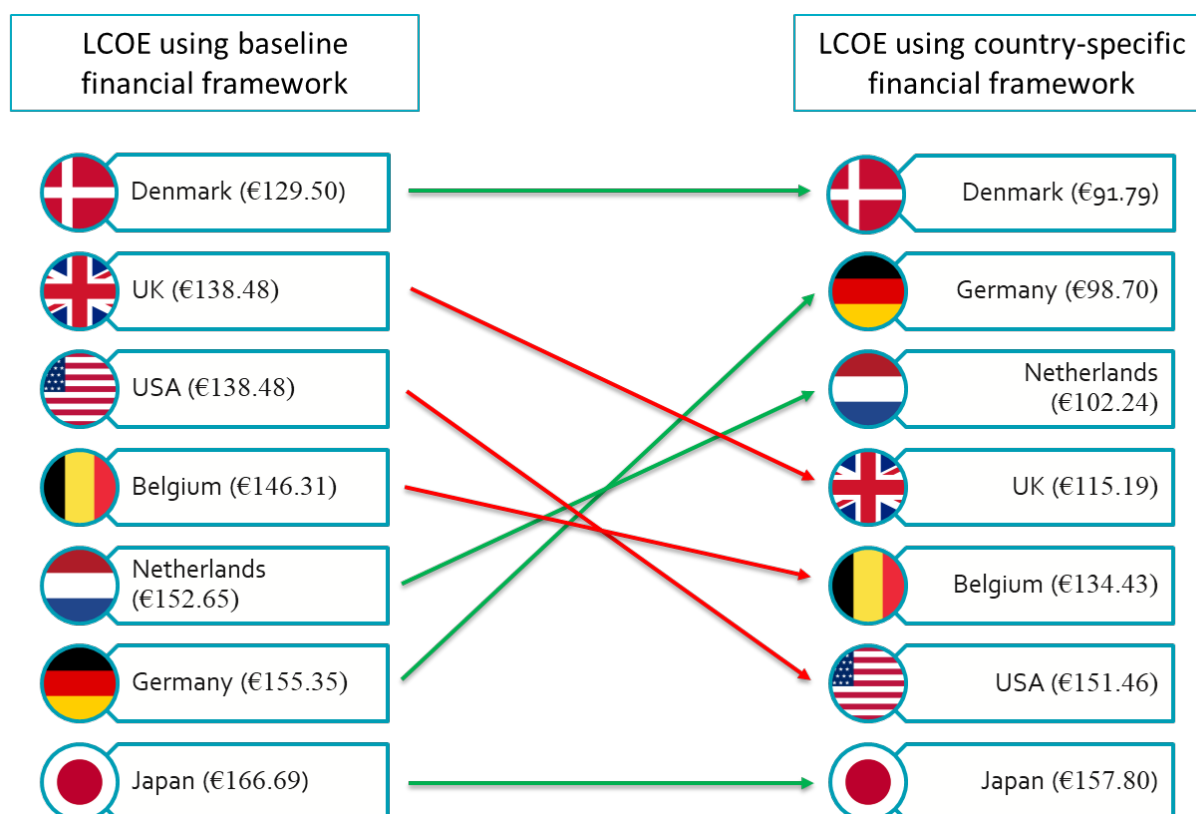 LCOE using baseline
financial framework
LCOE using country-specific
financial framework
Denmark (€129.50)
Denmark (€91.79)
UK (€138.48)
Germany (€98.70)
USA (€138.48)
Netherlands
(€102.24)
Belgium (€146.31)
UK (€115.19)
Netherlands
(€152.65)
Belgium (€134.43)
Germany (€155.35)
USA (€151.46)
Japan (€166.69)
Japan (€157.80)